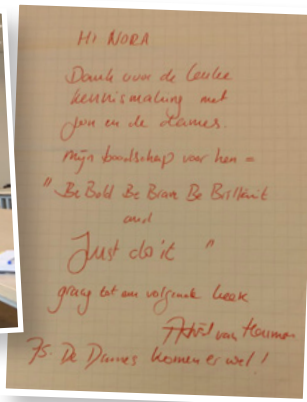 Hi NORA
Dank voor de leuke
kennismaking met
jou en de dames.
Mijn boodschap voor hen =
"Be Bold Be Brave Be Brilliant
and
Just do it "
graag tot een volgende keer
van
Ps. De Dames komen er wel!